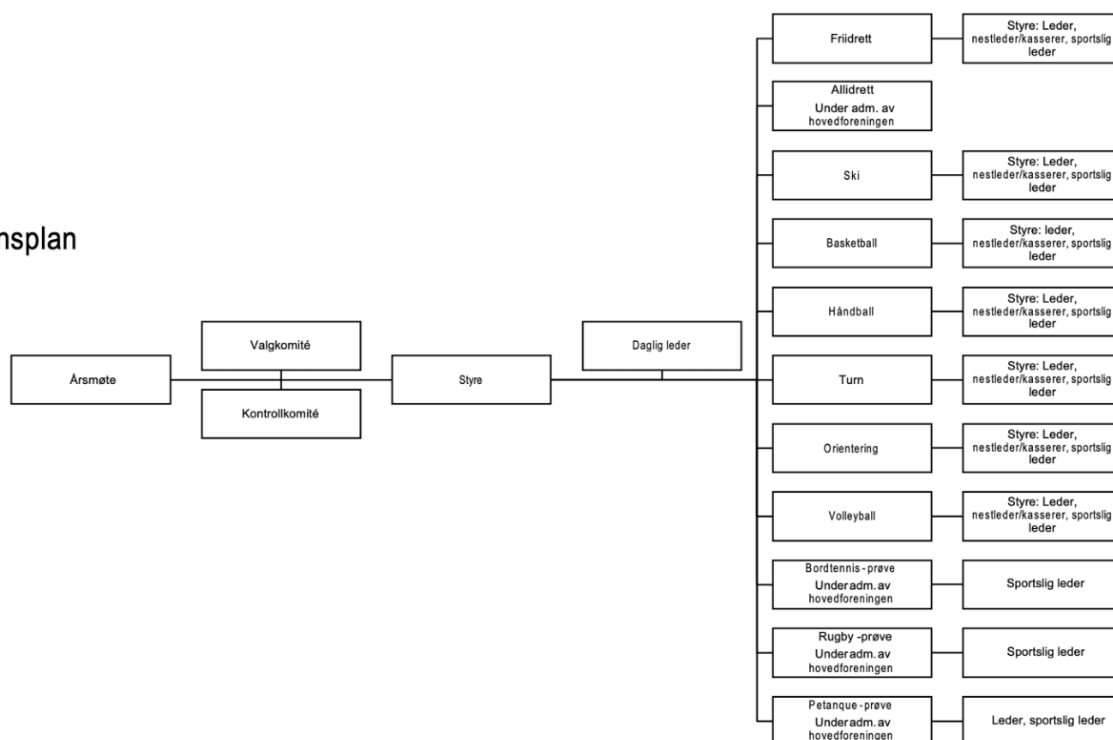 nsplan
Årsmøte
Valgkomité
Kontrollkomité
Styre
Daglig leder
Friidrett
Styre: Leder,
nestleder/kasserer, sportslig
leder
Allidrett
Under adm. av
hovedforeningen
Ski
Styre: Leder,
nestleder/kasserer, sportslig
leder
Basketball
Styre: leder,
nestleder/kasserer, sportslig
leder
Håndball
Styre: Leder,
nestleder/kasserer, sportslig
leder
Turn
Styre: Leder,
nestleder/kasserer, sportslig
leder
Orientering
Styre: Leder,
nestleder/kasserer, sportslig
leder
Volleyball
Styre: Leder,
nestleder/kasserer, sportslig
leder
Bordtennis - prøve
Under adm. av
hovedforeningen
Sportslig leder
Rugby -prøve
Under adm. av
hovedforeningen
Sportslig leder
Petanque - prøve
Under adm. av
hovedforeningen
Leder, sportslig leder